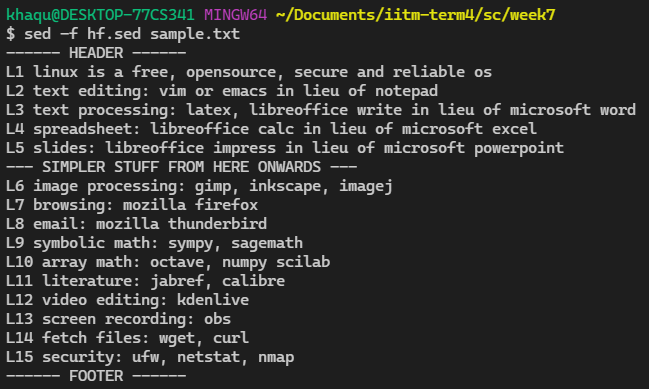 khaqu@DESKTOP-77CS341 MINGW64 ~/Documents/iitm-term4/sc/week7
$ sed -f hf.sed sample.txt
------ HEADER ------
L1 linux is a free, opensource, secure and reliable os
L2 text editing: vim or emacs in lieu of notepad
L3 text processing: latex, libreoffice write in lieu of microsoft word
L4 spreadsheet: libreoffice calc in lieu of microsoft excel
L5 slides: libreoffice impress in lieu of microsoft powerpoint
--- SIMPLER STUFF FROM HERE ONWARDS ---
L6 image processing: gimp, inkscape, imagej
L7 browsing: mozilla firefox
L8 email: mozilla thunderbird
L9 symbolic math: sympy, sagemath
L10 array math: octave, numpy scilab
L11 literature: jabref, calibre
L12 video editing: kdenlive
L13 screen recording: obs
L14 fetch files: wget, curl
L15 security: ufw, netstat, nmap
------ FOOTER ------